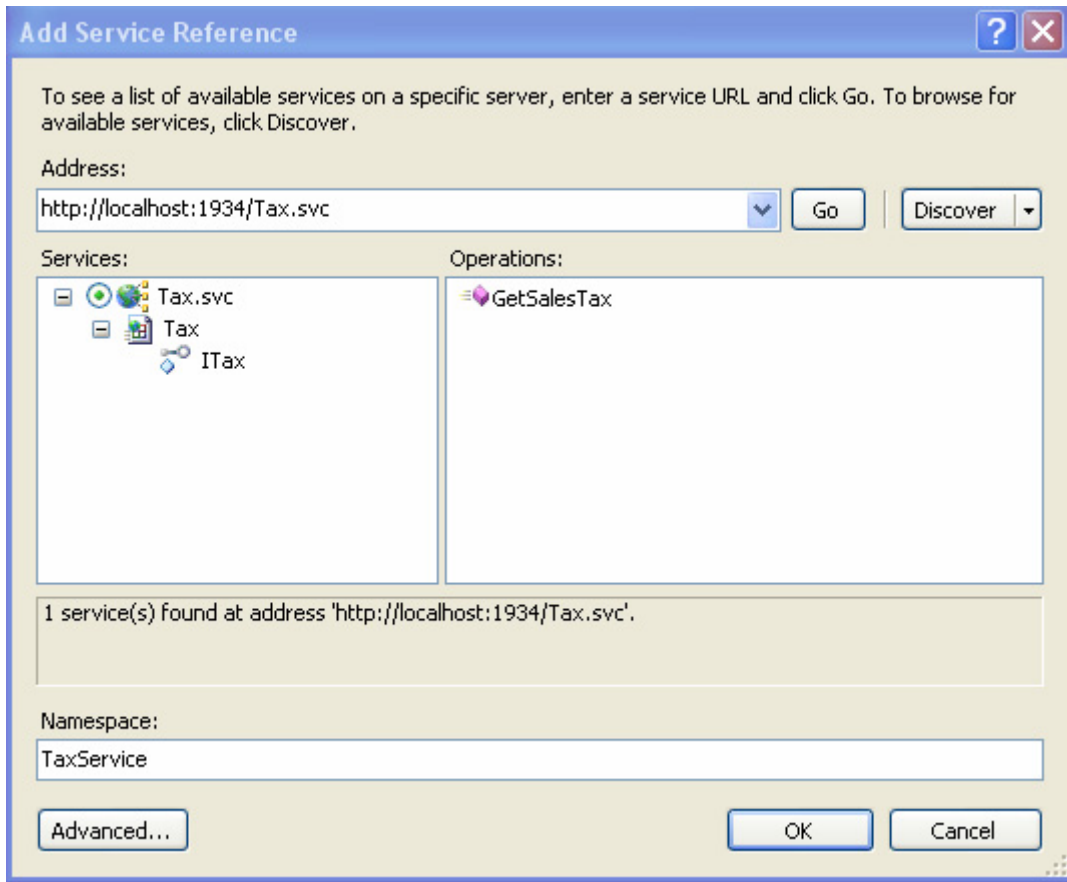 Add Service Reference
To see a list of available services on a specific server, enter a service URL and click Go. To browse for
available services, click Discover.
Address:
http://localhost:1934/Tax.svc
Go
Discover
Services:
Operations:
Tax.svc
Tax
ITax
GetSalesTax
1 service(s) found at address 'http://localhost:1934/Tax.svc'.
Namespace:
TaxService
Advanced...
OK
Cancel